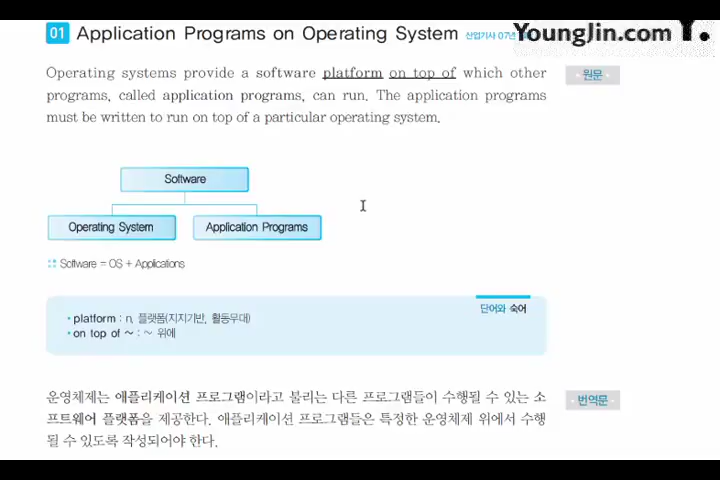 01 Application Programs on Operating System 산업기사 07년
YoungJin.com Y.
Operating systems provide a software platform on top of which other
원문
programs, called application programs, can run. The application programs
must be written to run on top of a particular operating system.
Software
Operating System Application Programs
Software = OS + Applications
단어와 숙어
• platform : n, 플랫폼(지지기반, 활동무대)
• on top of ~ : ~ 위에
운영체제는 애플리케이션 프로그램이라고 불리는 다른 프로그램들이 수행될 수 있는 소
번역문
프트웨어 플랫폼을 제공한다. 애플리케이션 프로그램들은 특정한 운영체제 위에서 수행
될 수 있도록 작성되어야 한다.